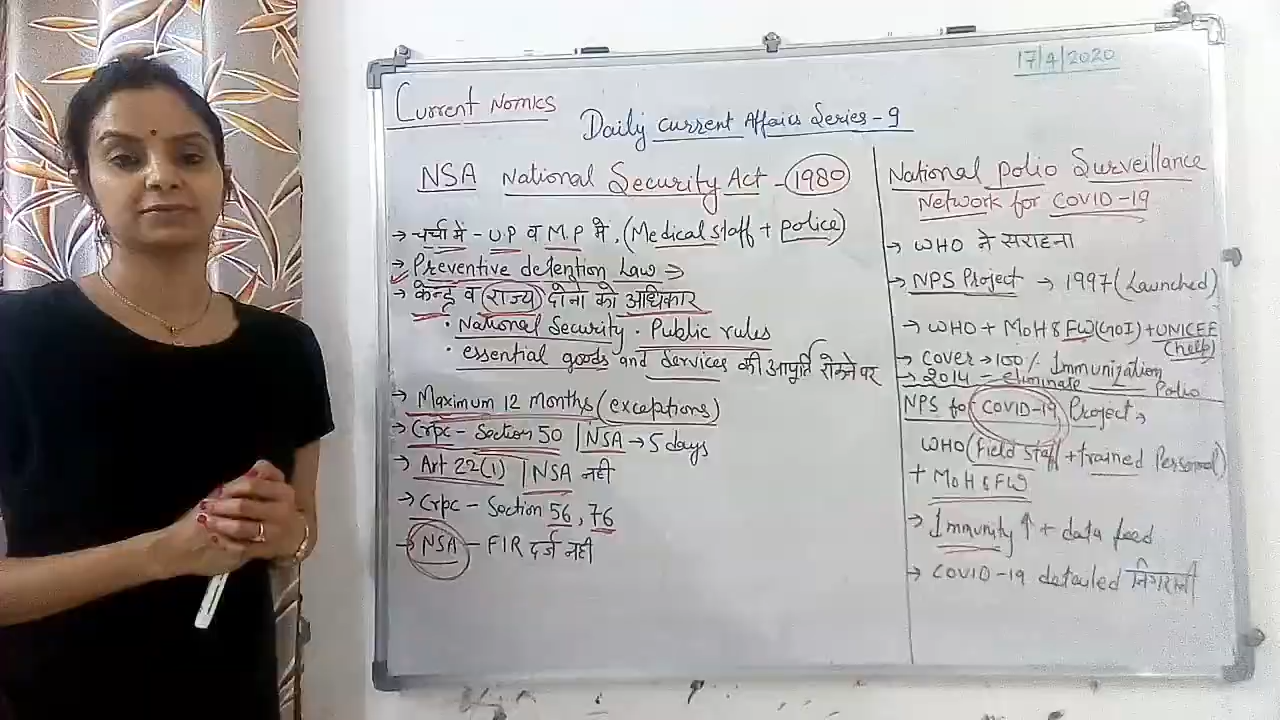 17/4/2020
Current Nomics
Daily current Affairs Series - 9
NSA National Security Act - 1980
→ चर्चा में - U.P व M.P में, (Medical staff + police)
→ Preventive detention Law ⇒
→ केन्द्र व राज्य दोनो को अधिकार
· National Security · Public rules
· essential goods and services की आपूर्ति रोकने पर
→ Maximum 12 months (exceptions)
→ Crpc - Section 50 | NSA → 5 days
→ Art 22(1) | NSA नही
→ Crpc - Section 56, 76
→ NSA - FIR दर्ज नही
National Polio Surveillance
Network for COVID-19
→ WHO ने सराहना
→ NPS Project → 1997 (Launched)
→ WHO + MoH & FW (GOI) + UNICEF
(help)
→ Cover → 100% Immunization
→ 2014 - eliminate Polio
NPS for COVID-19 Project,
WHO (field staff + trained Personnal)
+ MoH & FW
→ Immunity ↑ + data feed
→ COVID-19 detailed निगरानी